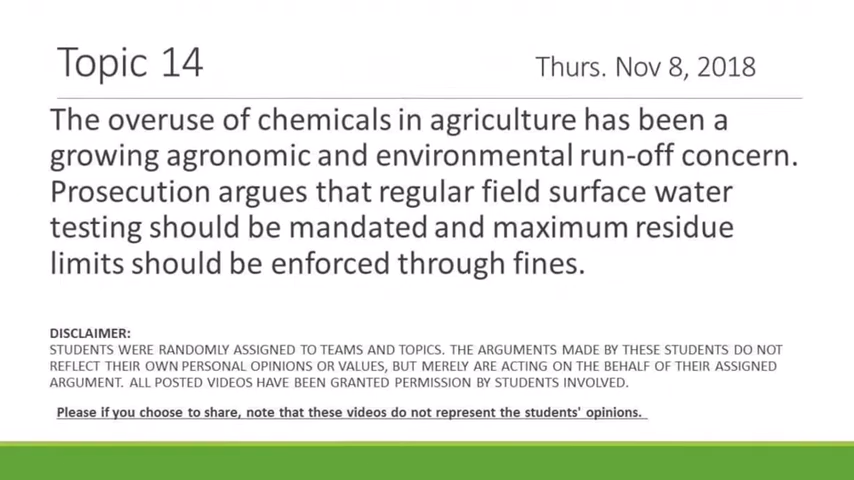 Topic 14
Thurs. Nov 8, 2018
The overuse of chemicals in agriculture has been a
growing agronomic and environmental run-off concern.
Prosecution argues that regular field surface water
testing should be mandated and maximum residue
limits should be enforced through fines.
DISCLAIMER:
STUDENTS WERE RANDOMLY ASSIGNED TO TEAMS AND TOPICS. THE ARGUMENTS MADE BY THESE STUDENTS DO NOT
REFLECT THEIR OWN PERSONAL OPINIONS OR VALUES, BUT MERELY ARE ACTING ON THE BEHALF OF THEIR ASSIGNED
ARGUMENT. ALL POSTED VIDEOS HAVE BEEN GRANTED PERMISSION BY STUDENTS INVOLVED.
Please if you choose to share, note that these videos do not represent the students' opinions.